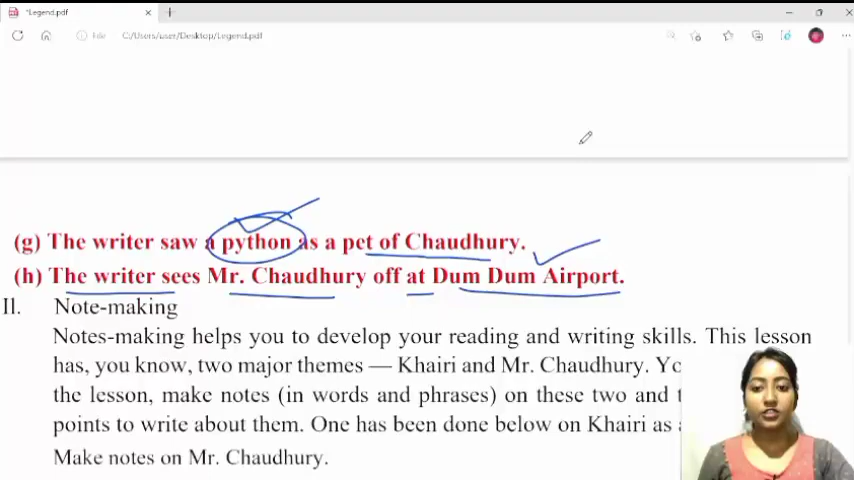 *Legend.pdf
File
C:/Users/user/Desktop/Legend.pdf
(g) The writer saw a python as a pet of Chaudhury.
(h) The writer sees Mr. Chaudhury off at Dum Dum Airport.
II. Note-making
Notes-making helps you to develop your reading and writing skills. This lesson
has, you know, two major themes — Khairi and Mr. Chaudhury.
the lesson, make notes (in words and phrases) on these two and
points to write about them. One has been done below on Khairi as
Make notes on Mr. Chaudhury.